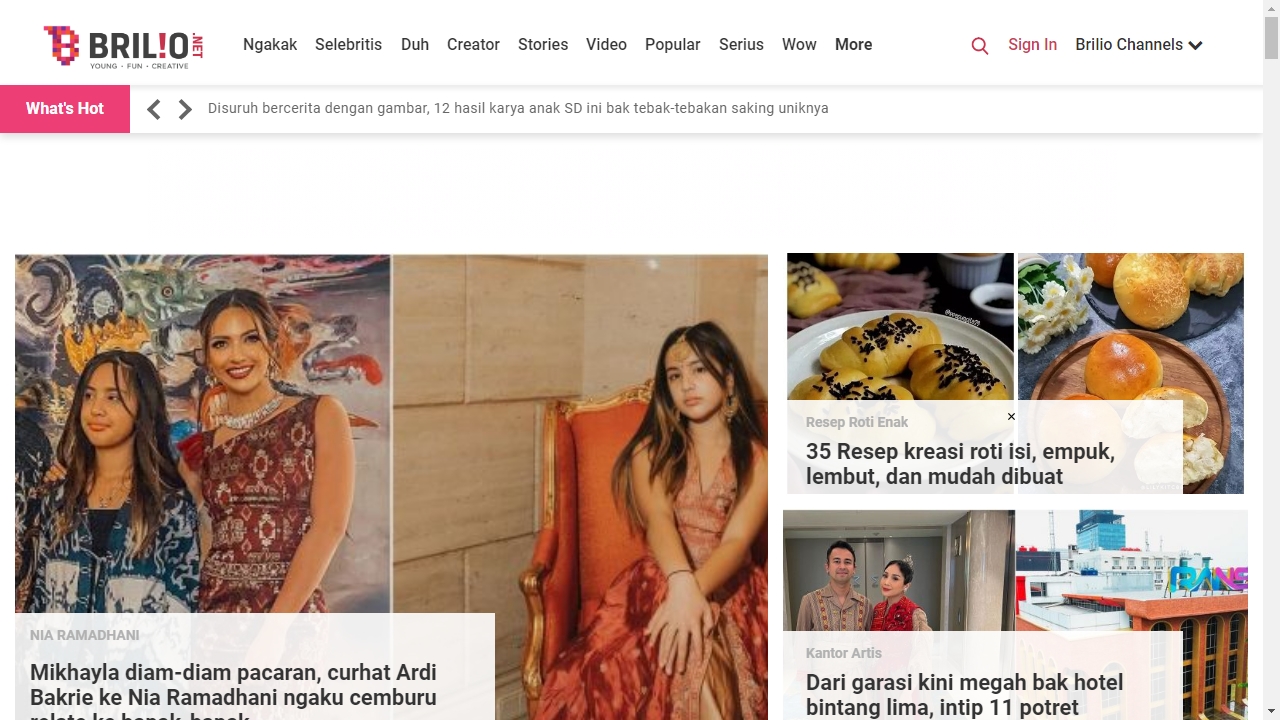 BRIL!O.NET
YOUNG • FUN • CREATIVE
Ngakak Selebritis Duh Creator Stories Video Popular Serius Wow More
Sign In Brilio Channels
What's Hot
Disuruh bercerita dengan gambar, 12 hasil karya anak SD ini bak tebak-tebakan saking uniknya
NIA RAMADHANI
Mikhayla diam-diam pacaran, curhat Ardi
Bakrie ke Nia Ramadhani ngaku cemburu
Resep Roti Enak
×
35 Resep kreasi roti isi, empuk,
lembut, dan mudah dibuat
RANS
Kantor Artis
Dari garasi kini megah bak hotel
bintang lima, intip 11 potret